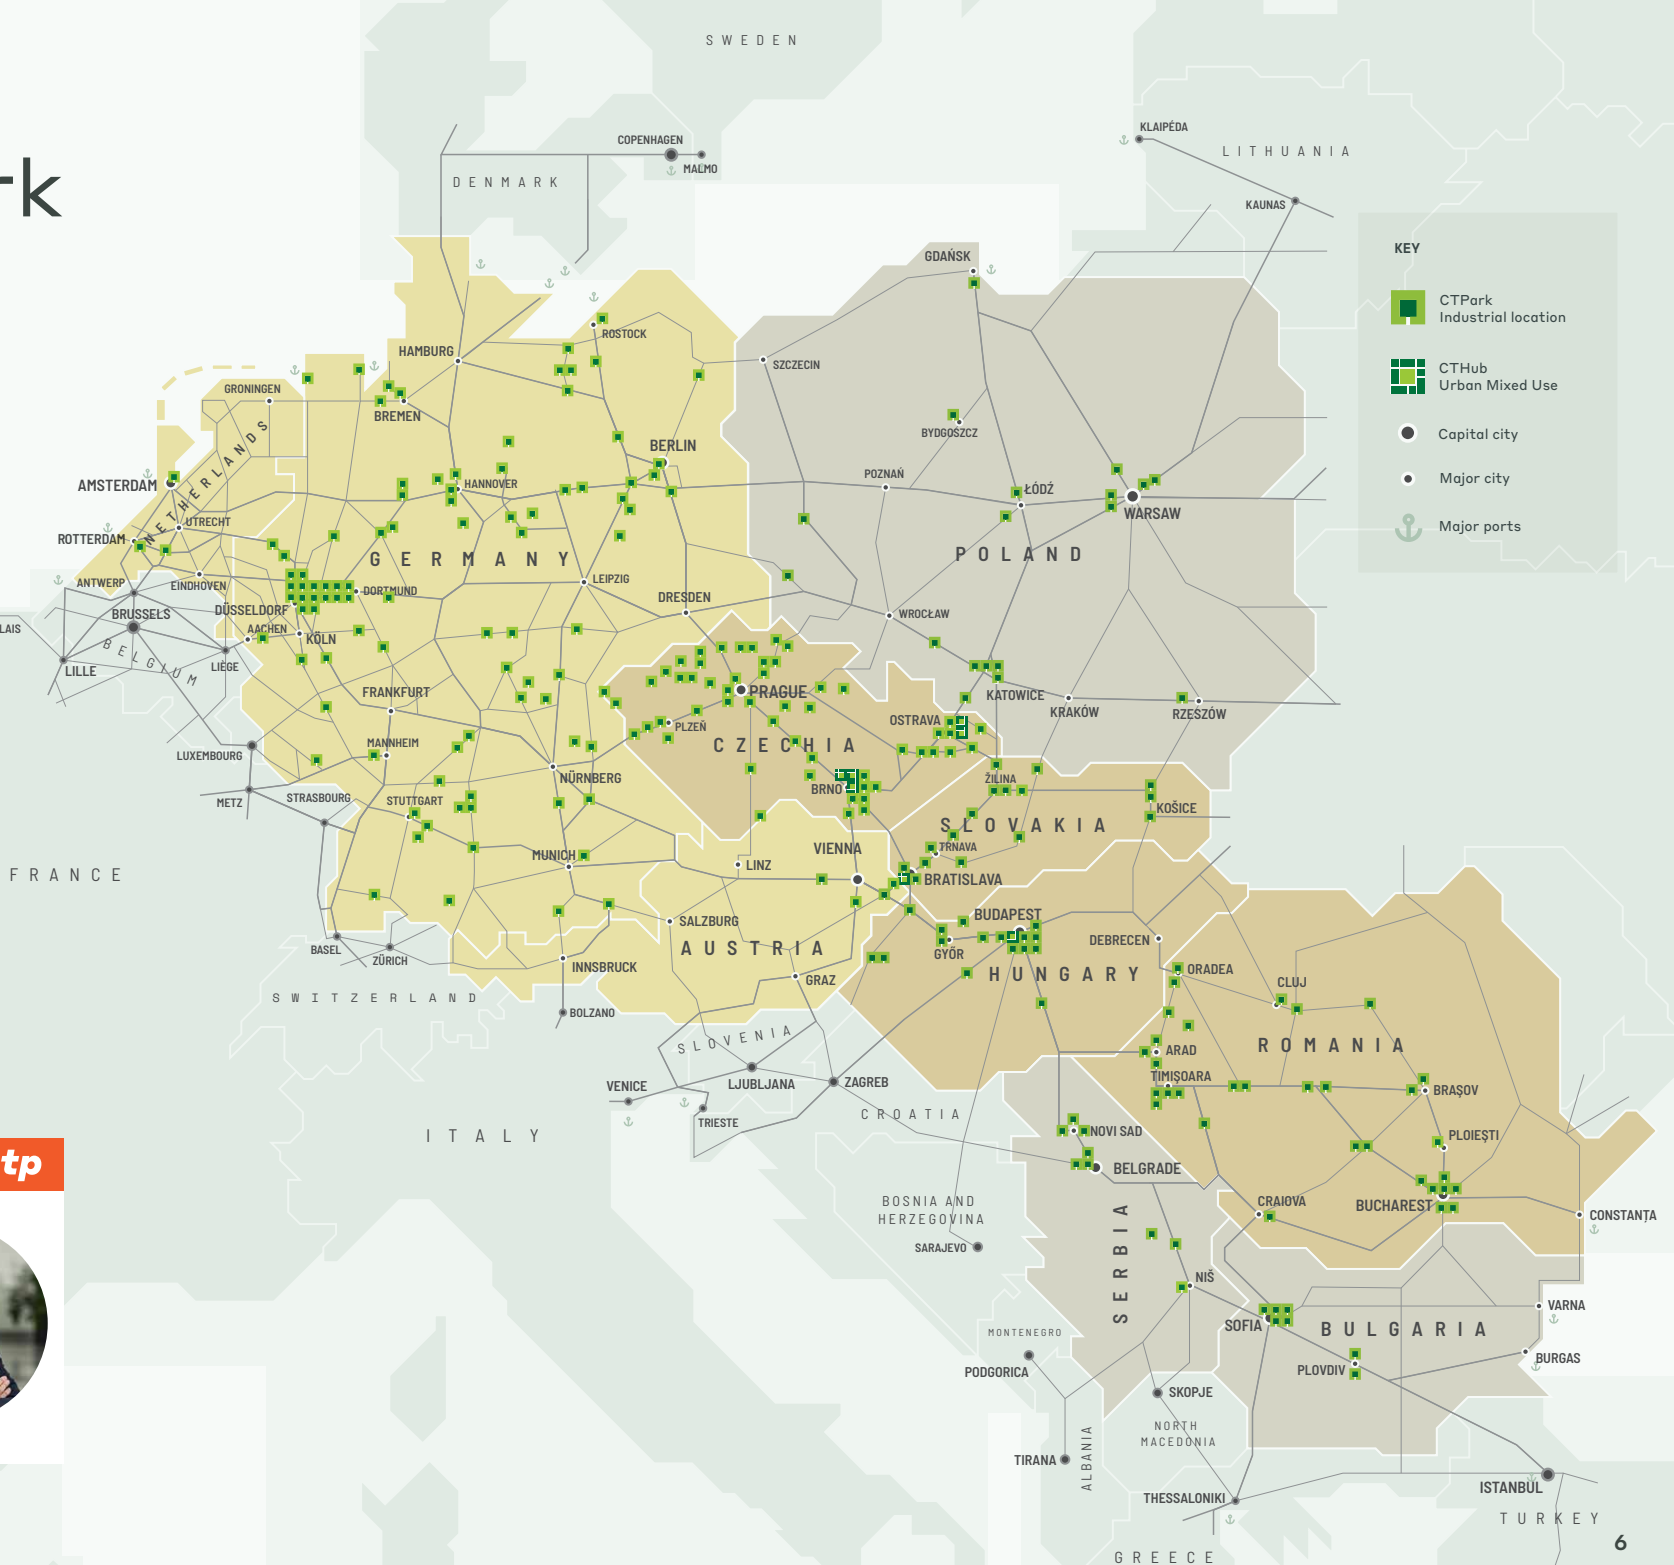 rk
SWEDEN
COPENHAGEN
MALMO
DENMARK
KLAIPÉDA
LITHUANIA
KAUNAS
KEY
CTPark
Industrial location
CTHub
Urban Mixed Use
Capital city
Major city
Major ports
GDAŃSK
ROSTOCK
HAMBURG
SZCZECIN
GRONINGEN
BREMEN
BYDGOSZCZ
BERLIN
NETHERLANDS
AMSTERDAM
HANNOVER
POZNAŃ
ŁÓDŹ
WARSAW
UTRECHT
ROTTERDAM
GERMANY
POLAND
ANTWERP
EINDHOVEN
LEIPZIG
DORTMUND
DRESDEN
DÜSSELDORF
BRUSSELS
WROCŁAW
LAIS
AACHEN
KÖLN
BELGIUM
LIÈGE
LILLE
FRANKFURT
PRAGUE
KATOWICE
KRAKÓW
RZESZÓW
OSTRAVA
PLZEŇ
CZECHIA
MANNHEIM
LUXEMBOURG
NÜRNBERG
ŽILINA
BRNO
METZ
STRASBOURG
STUTTGART
KOŠICE
SLOVAKIA
TRNAVA
VIENNA
MUNICH
LINZ
FRANCE
BRATISLAVA
BUDAPEST
SALZBURG
BASEL
ZÜRICH
AUSTRIA
GYŐR
DEBRECEN
INNSBRUCK
GRAZ
HUNGARY
ORADEA
CLUJ
SWITZERLAND
BOLZANO
SLOVENIA
ARAD
ROMANIA
TIMIȘOARA
VENICE
LJUBLJANA
ZAGREB
BRAȘOV
TRIESTE
CROATIA
NOVI SAD
ITALY
PLOIEȘTI
tp
BELGRADE
BOSNIA AND
HERZEGOVINA
CRAIOVA
BUCHAREST
CONSTANȚA
SARAJEVO
SERBIA
NIŠ
VARNA
SOFIA
BULGARIA
MONTENEGRO
PODGORICA
PLOVDIV
BURGAS
SKOPJE
NORTH
MACEDONIA
TIRANA
ALBANIA
THESSALONIKI
ISTANBUL
TURKEY
GREECE
6